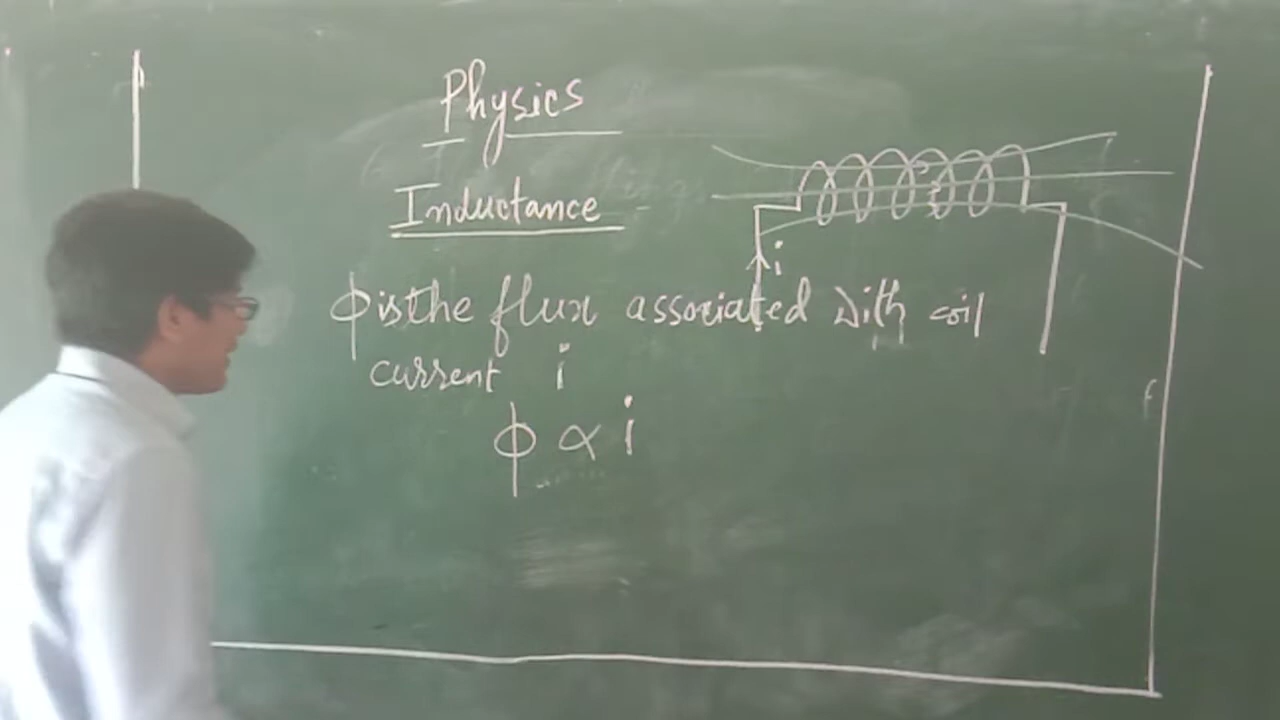 Physics
Inductance
i
ϕ is the flux associated with coil
current i
ϕ ∝ i